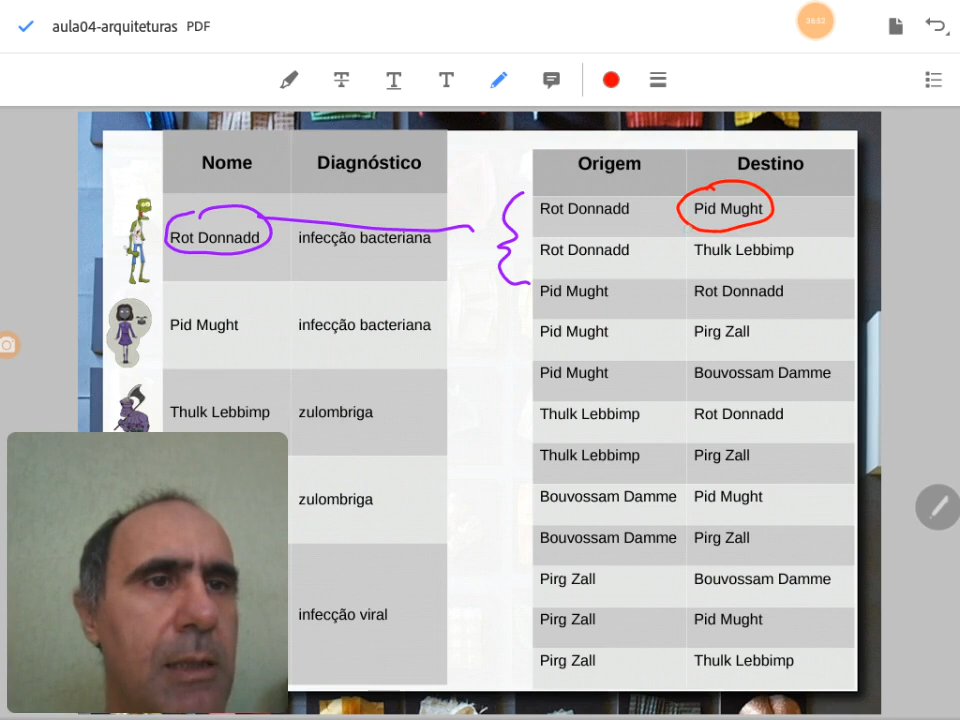 aula04-arquiteturas PDF
36:52
T T T
Nome Diagnóstico
Rot Donnadd infecção bacteriana
Pid Mught infecção bacteriana
Thulk Lebbimp zulombriga
zulombriga
infecção viral
Origem Destino
Rot Donnadd Pid Mught
Rot Donnadd Thulk Lebbimp
Pid Mught Rot Donnadd
Pid Mught Pirg Zall
Pid Mught Bouvossam Damme
Thulk Lebbimp Rot Donnadd
Thulk Lebbimp Pirg Zall
Bouvossam Damme Pid Mught
Bouvossam Damme Pirg Zall
Pirg Zall Bouvossam Damme
Pirg Zall Pid Mught
Pirg Zall Thulk Lebbimp